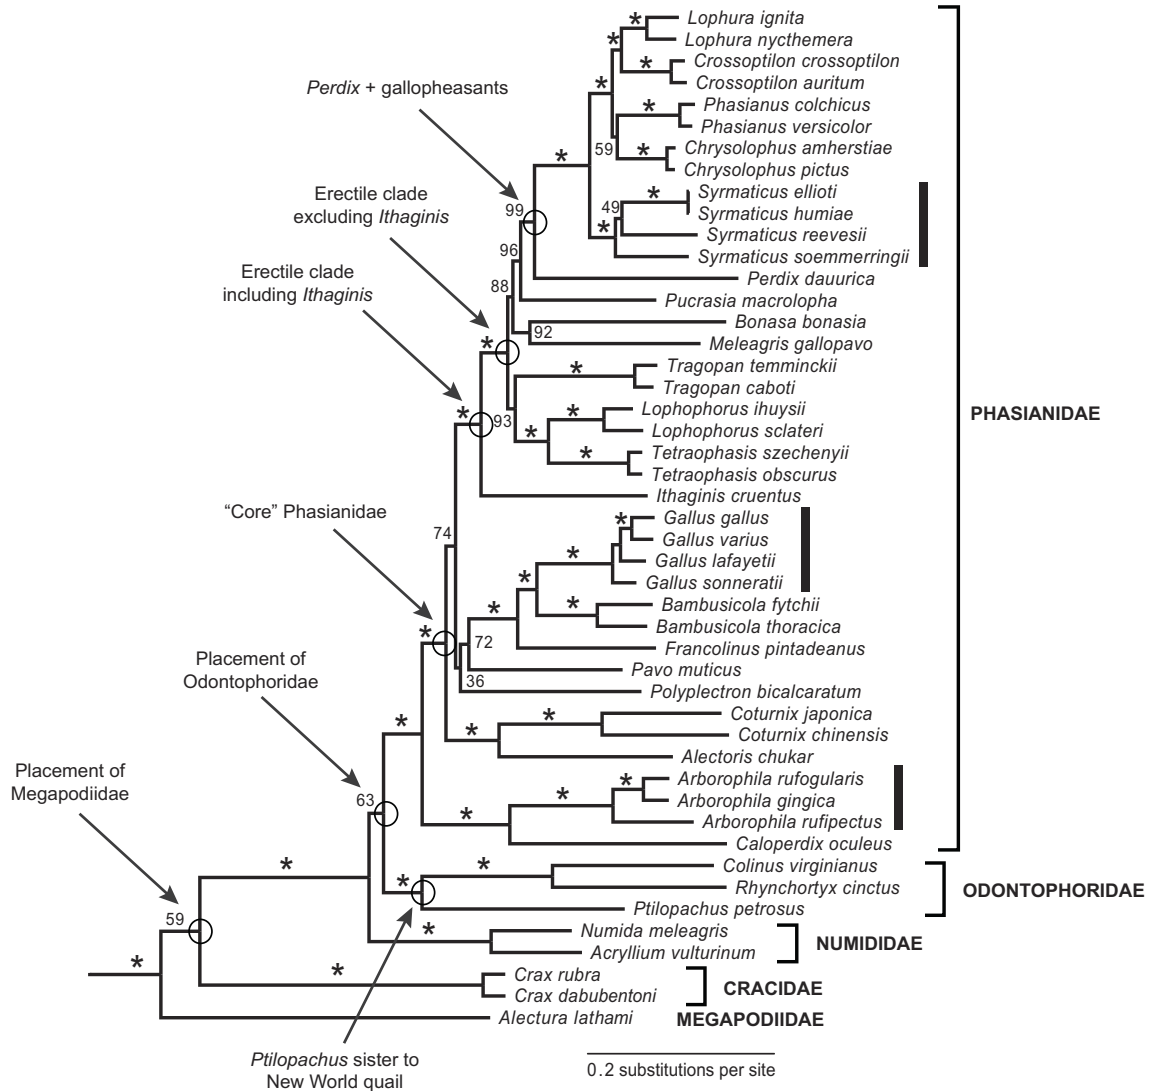 Lophura ignita
Lophura nycthemera
Crossoptilon crossoptilon
Crossoptilon auritum
Perdix + gallopheasants
Phasianus colchicus
Phasianus versicolor
59
Chrysolophus amherstiae
Chrysolophus pictus
Erectile clade
excluding Ithaginis
99
49
Syrmaticus ellioti
Syrmaticus humiae
Syrmaticus reevesii
96
Syrmaticus soemmerringii
Erectile clade
including Ithaginis
88
Perdix dauurica
Pucrasia macrolopha
Bonasa bonasia
92
Meleagris gallopavo
Tragopan temminckii
Tragopan caboti
93
Lophophorus lhuysii
Lophophorus sclateri
PHASIANIDAE
Tetraophasis szechenyii
Tetraophasis obscurus
Ithaginis cruentus
“Core” Phasianidae
74
Gallus gallus
Gallus varius
Gallus lafayetii
Gallus sonneratii
Bambusicola fytchii
Bambusicola thoracica
72
Francolinus pintadeanus
Pavo muticus
36
Polyplectron bicalcaratum
Placement of
Odontophoridae
Coturnix japonica
Coturnix chinensis
Alectoris chukar
Placement of
Megapodiidae
63
Arborophila rufogularis
Arborophila gingica
Arborophila rufipectus
Caloperdix oculeus
Colinus virginianus
Rhynchortyx cinctus
ODONTOPHORIDAE
Ptilopachus petrosus
59
Numida meleagris
Acryllium vulturinum
NUMIDIDAE
Crax rubra
Crax dabubentoni
CRACIDAE
Alectura lathami
MEGAPODIIDAE
Ptilopachus sister to
New World quail
0.2 substitutions per site